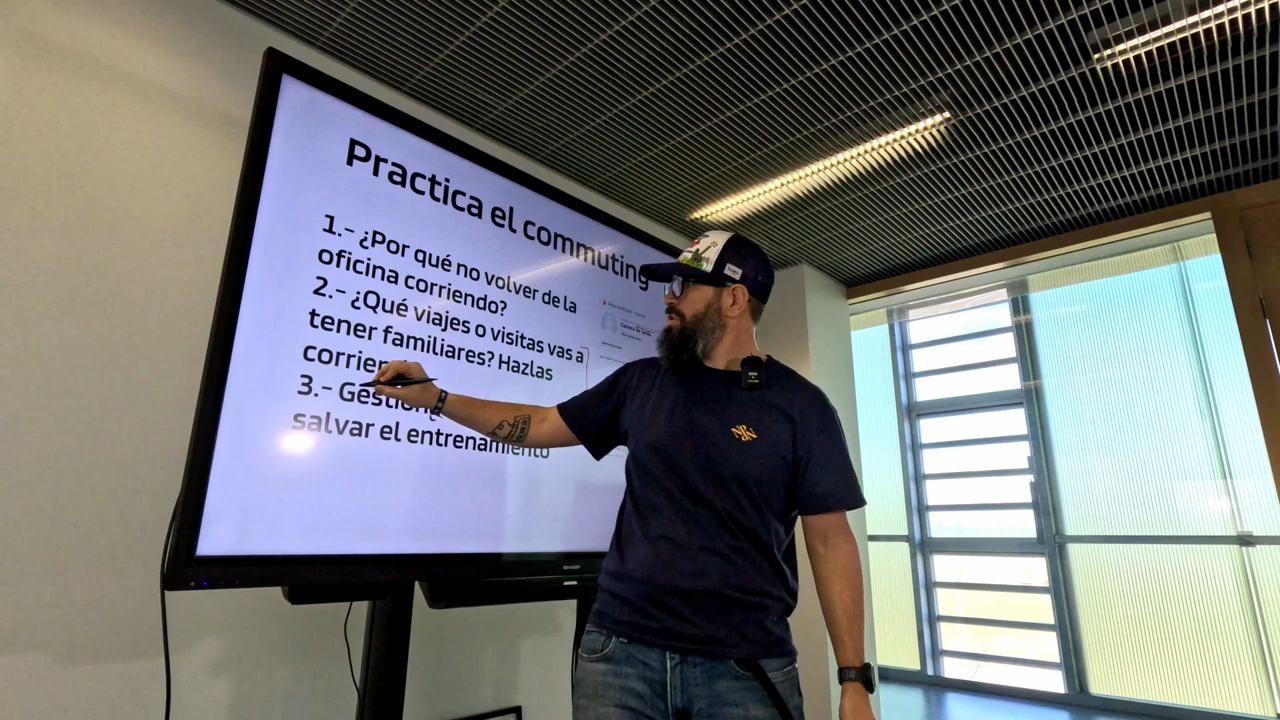 Practica el commuting
1.- ¿Por qué no volver de la
oficina corriendo?
2.- ¿Qué viajes o visitas vas a
tener familiares? Hazlas
3.-
salvar el entrenamiento
SHARP